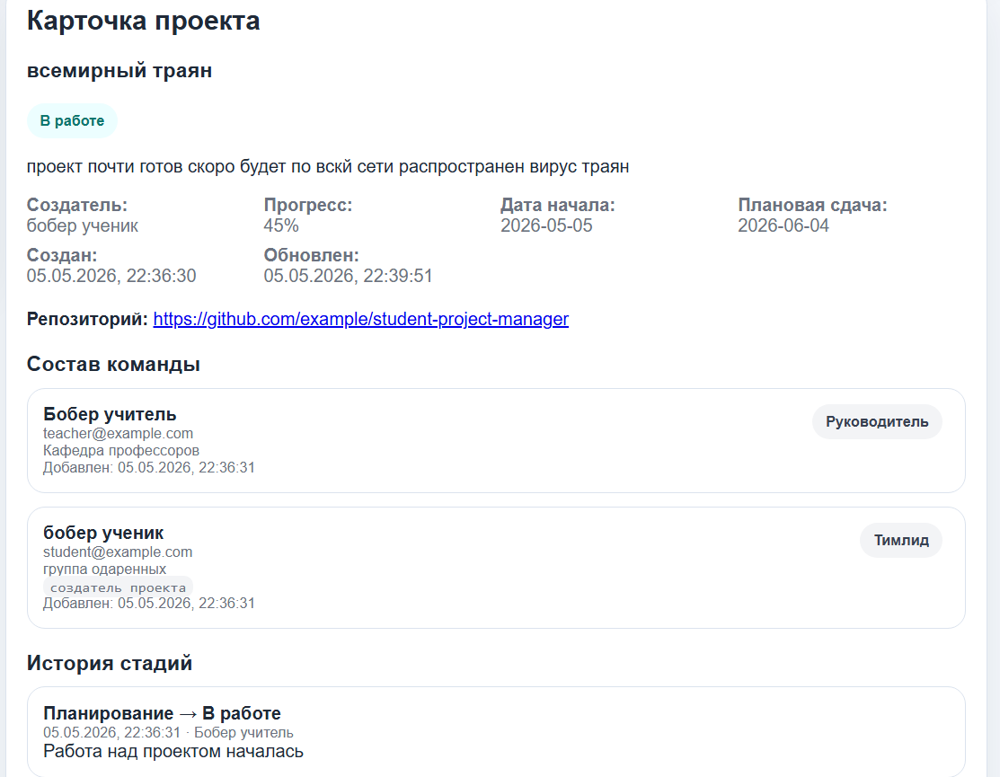 Карточка проекта
всемирный траян
В работе
проект почти готов скоро будет по вскй сети распространен вирус траян
Создатель: Прогресс: Дата начала: Плановая сдача:
бобер ученик 45% 2026-05-05 2026-06-04
Создан: Обновлен:
05.05.2026, 22:36:30 05.05.2026, 22:39:51
Репозиторий: https://github.com/example/student-project-manager
Состав команды
Бобер учитель Руководитель
teacher@example.com
Кафедра профессоров
Добавлен: 05.05.2026, 22:36:31
бобер ученик Тимлид
student@example.com
группа одаренных
создатель проекта
Добавлен: 05.05.2026, 22:36:31
История стадий
Планирование → В работе
05.05.2026, 22:36:31 · Бобер учитель
Работа над проектом началась